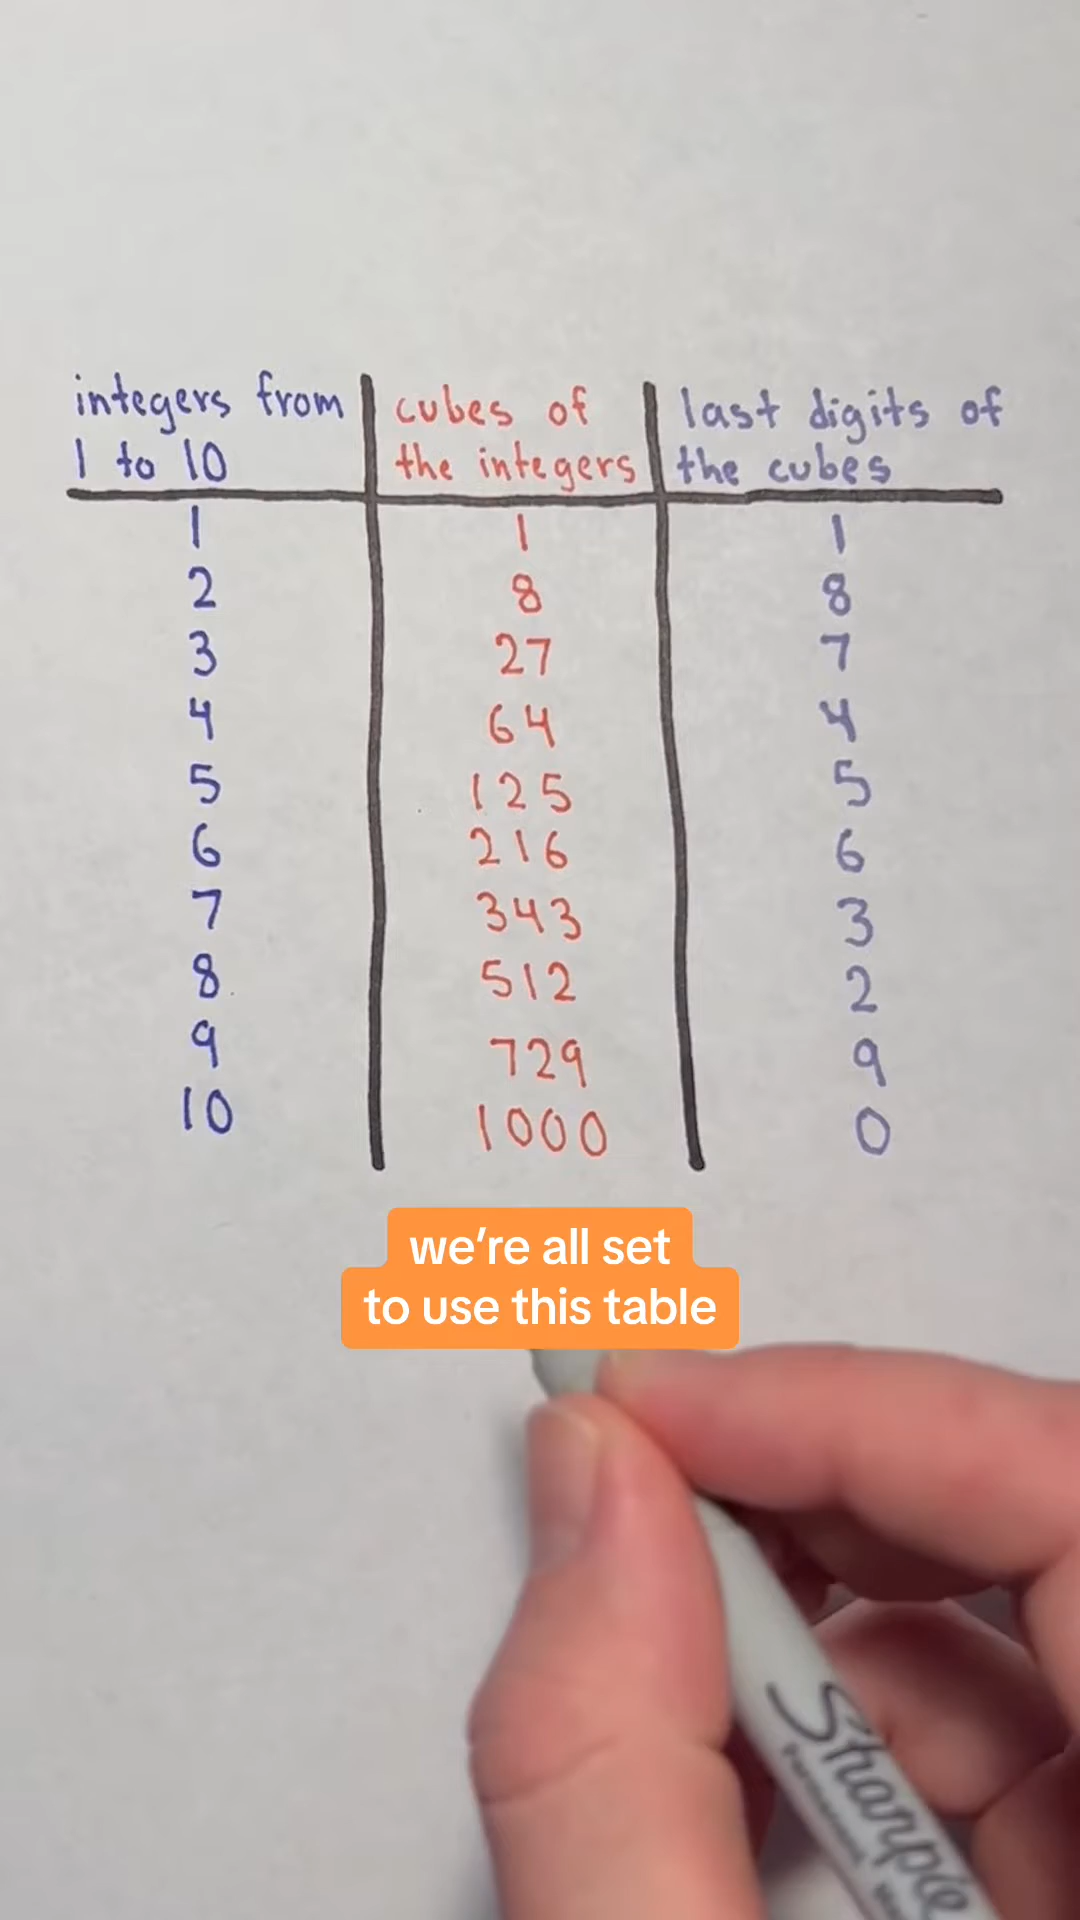 integers from | cubes of | last digits of
1 to 10 | the integers | the cubes
1 | 1 | 1
2 | 8 | 8
3 | 27 | 7
4 | 64 | 4
5 | 125 | 5
6 | 216 | 6
7 | 343 | 3
8 | 512 | 2
9 | 729 | 9
10 | 1000 | 0
we're all set
to use this table
Sharpie